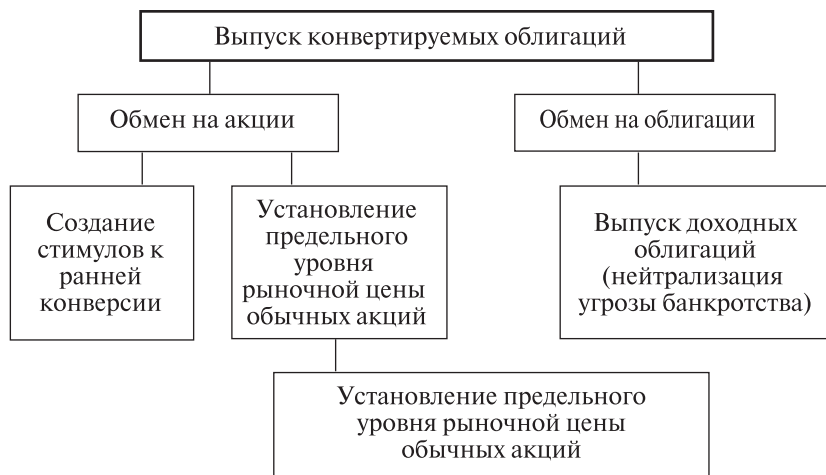 Выпуск конвертируемых облигаций
Обмен на акции
Обмен на облигации
Создание
стимулов к
ранней
конверсии
Установление
предельного
уровня
рыночной цены
обычных акций
Выпуск доходных
облигаций
(нейтрализация
угрозы банкротства)
Установление предельного
уровня рыночной цены
обычных акций